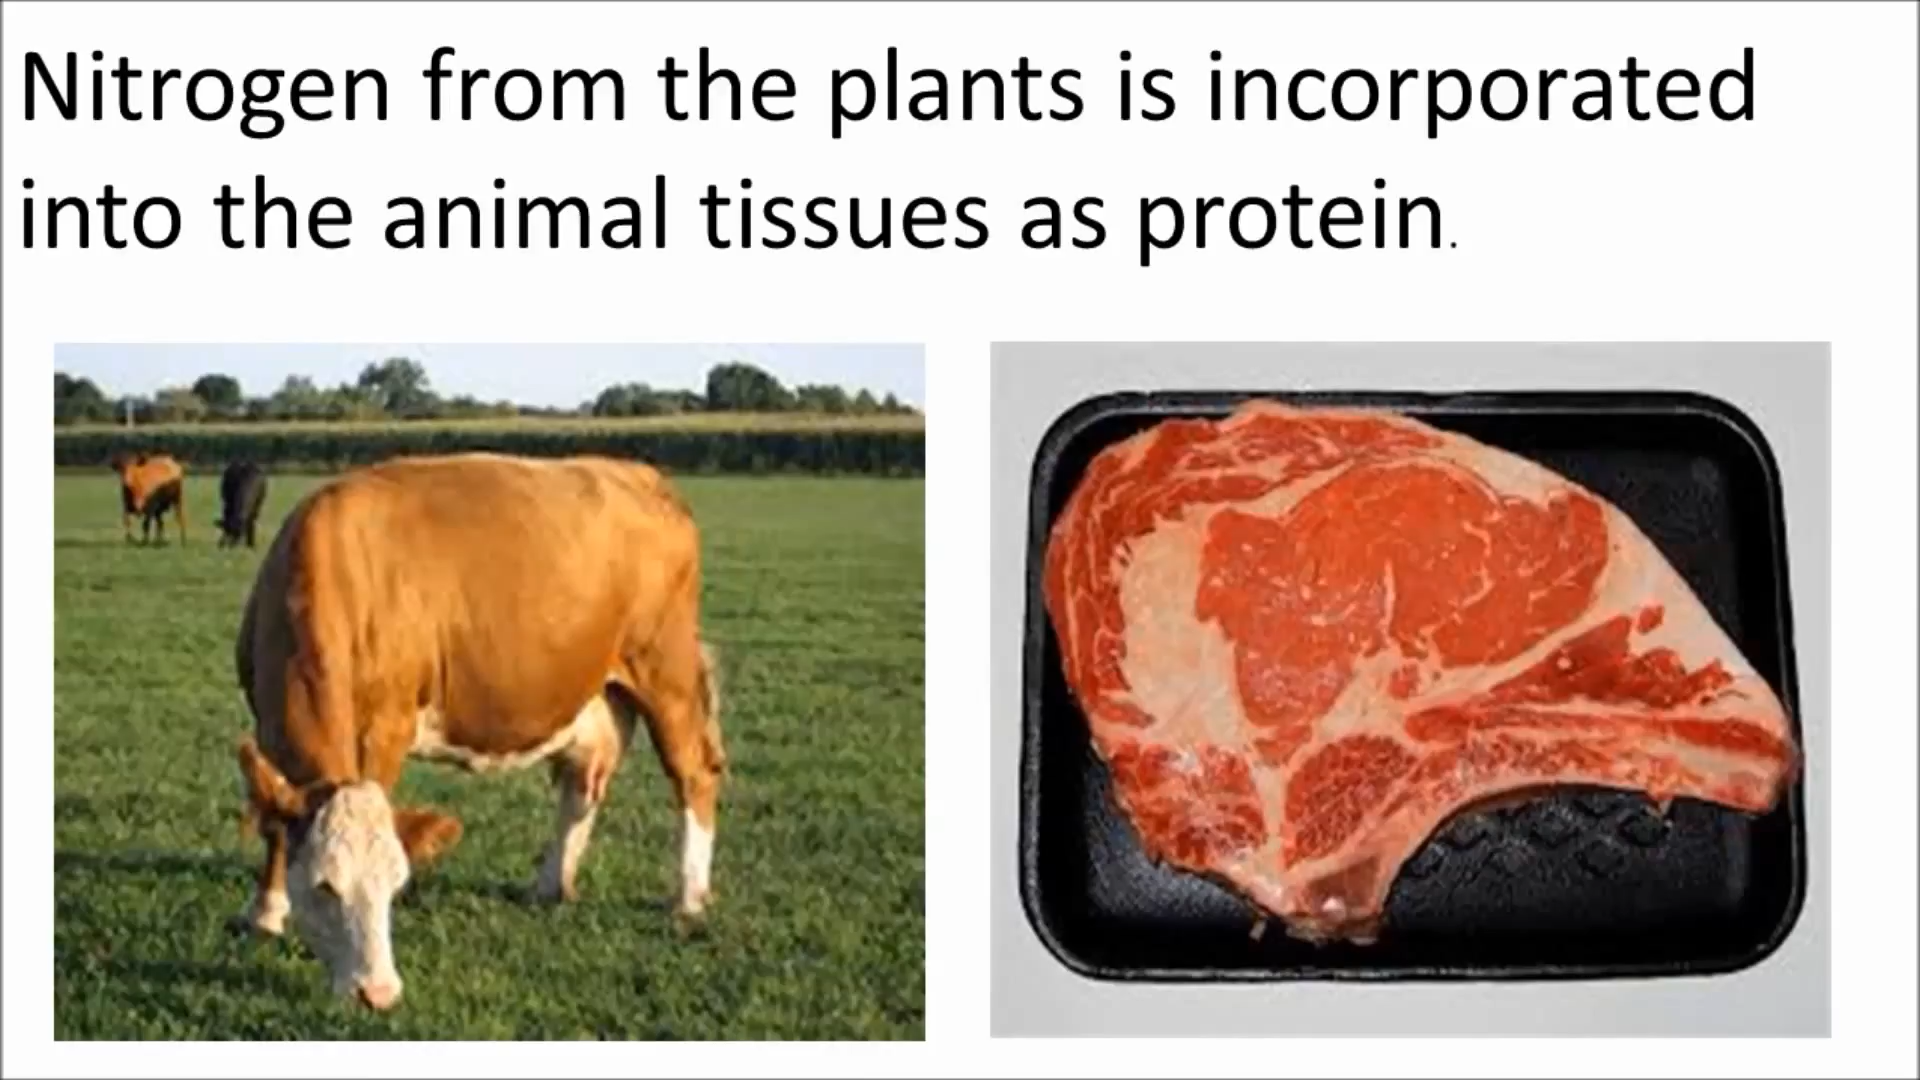 Nitrogen from the plants is incorporated
into the animal tissues as protein.